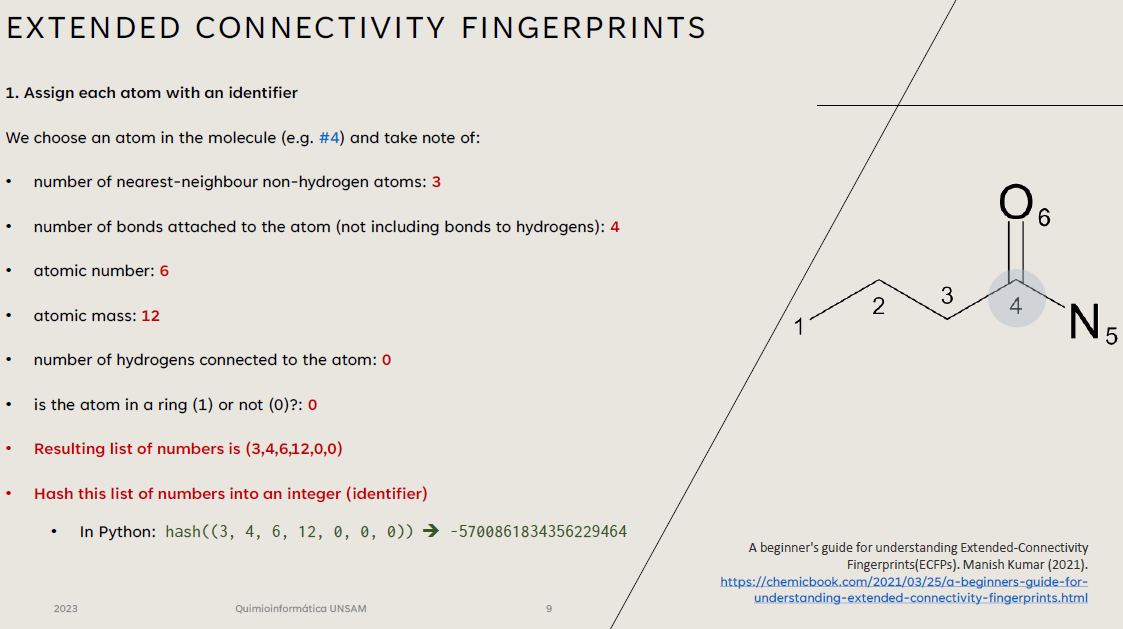 EXTENDED CONNECTIVITY FINGERPRINTS
1. Assign each atom with an identifier
We choose an atom in the molecule (e.g. #4) and take note of:
• number of nearest-neighbour non-hydrogen atoms: 3
• number of bonds attached to the atom (not including bonds to hydrogens): 4
• atomic number: 6
• atomic mass: 12
• number of hydrogens connected to the atom: 0
• is the atom in a ring (1) or not (0)?: 0
• Resulting list of numbers is (3,4,6,12,0,0)
• Hash this list of numbers into an integer (identifier)
• In Python: hash((3, 4, 6, 12, 0, 0, 0)) ➔ -5700861834356229464
O 6
1
2
3
4
N 5
A beginner's guide for understanding Extended-Connectivity
Fingerprints(ECFPs). Manish Kumar (2021).
https://chemicbook.com/2021/03/25/a-beginners-guide-for-
understanding-extended-connectivity-fingerprints.html
2023
Quimioinformática UNSAM
9